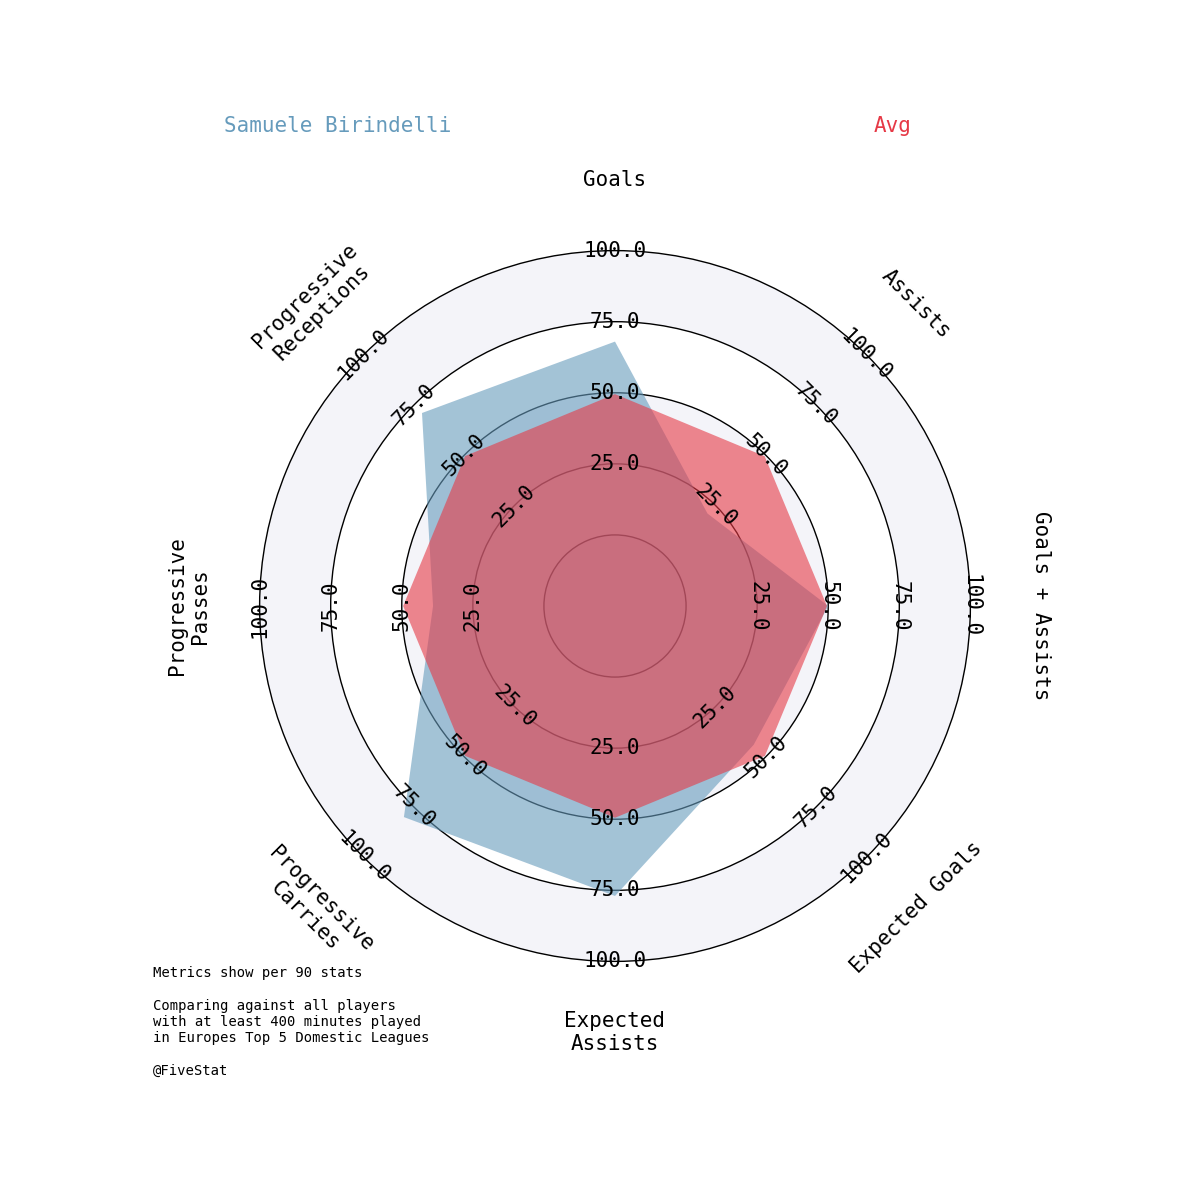 Samuele Birindelli
Avg
Goals
Assists
Goals + Assists
Expected Goals
Expected
Assists
Progressive
Carries
Progressive
Passes
Progressive
Receptions
25.0
50.0
75.0
100.0
25.0
50.0
75.0
100.0
25.0
50.0
75.0
100.0
25.0
50.0
75.0
100.0
25.0
50.0
75.0
100.0
25.0
50.0
75.0
100.0
25.0
50.0
75.0
100.0
25.0
50.0
75.0
100.0
Metrics show per 90 stats
Comparing against all players
with at least 400 minutes played
in Europes Top 5 Domestic Leagues
@FiveStat